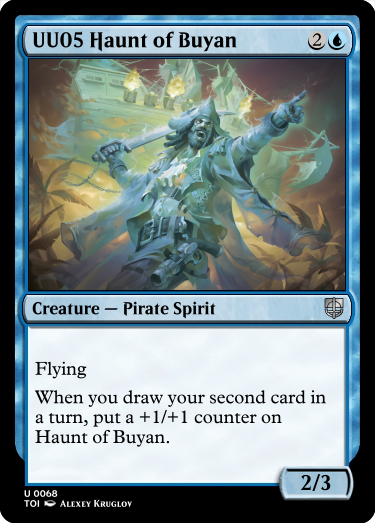 UU05 Haunt of Buyan 2
Creature — Pirate Spirit
Flying
When you draw your second card in
a turn, put a +1/+1 counter on
Haunt of Buyan.
2/3
U 0068
TOI Alexey Kruglov